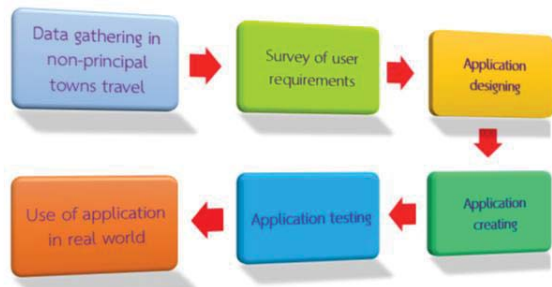 Data gathering in
non-principal
towns travel
Survey of user
requirements
Application
designing
Application
creating
Application testing
Use of application
in real world